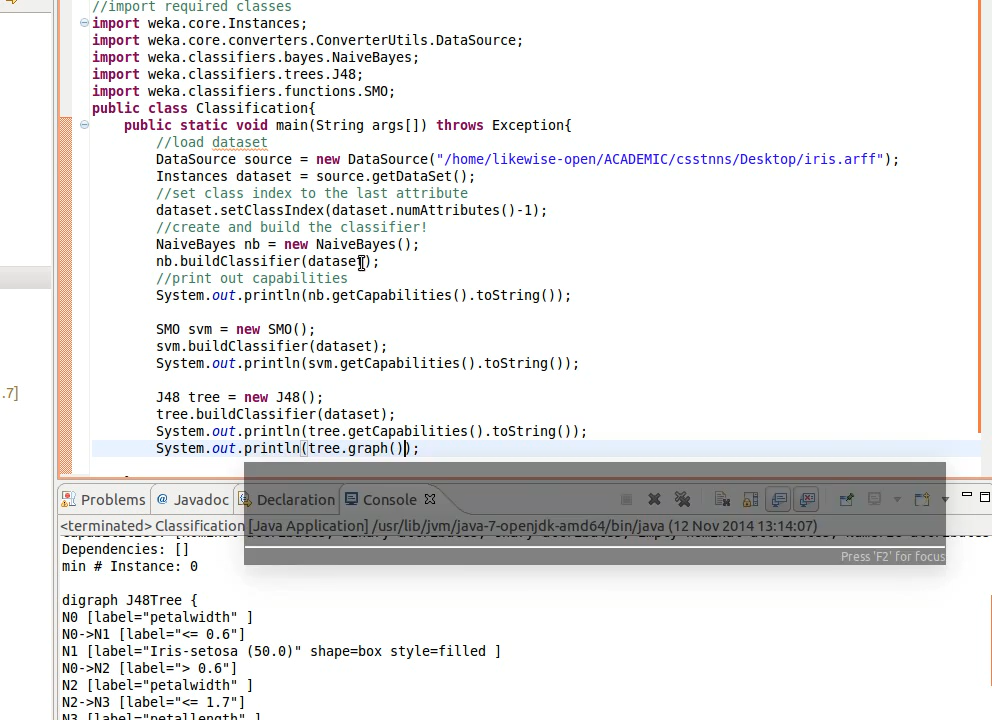 //import required classes
import weka.core.Instances;
import weka.core.converters.ConverterUtils.DataSource;
import weka.classifiers.bayes.NaiveBayes;
import weka.classifiers.trees.J48;
import weka.classifiers.functions.SMO;
public class Classification{
    public static void main(String args[]) throws Exception{
        //load dataset
        DataSource source = new DataSource("/home/likewise-open/ACADEMIC/csstnns/Desktop/iris.arff");
        Instances dataset = source.getDataSet();
        //set class index to the last attribute
        dataset.setClassIndex(dataset.numAttributes()-1);
        //create and build the classifier!
        NaiveBayes nb = new NaiveBayes();
        nb.buildClassifier(dataset);
        //print out capabilities
        System.out.println(nb.getCapabilities().toString());
        SMO svm = new SMO();
        svm.buildClassifier(dataset);
        System.out.println(svm.getCapabilities().toString());
.7]
        J48 tree = new J48();
        tree.buildClassifier(dataset);
        System.out.println(tree.getCapabilities().toString());
        System.out.println(tree.graph());
Problems @ Javadoc Declaration Console
<terminated> Classification [Java Application] /usr/lib/jvm/java-7-openjdk-amd64/bin/java (12 Nov 2014 13:14:07)
Dependencies: []
Press 'F2' for focus
min # Instance: 0
digraph J48Tree {
N0 [label="petalwidth" ]
N0->N1 [label="<= 0.6"]
N1 [label="Iris-setosa (50.0)" shape=box style=filled ]
N0->N2 [label="> 0.6"]
N2 [label="petalwidth" ]
N2->N3 [label="<= 1.7"]
N3 [label="petallength" ]